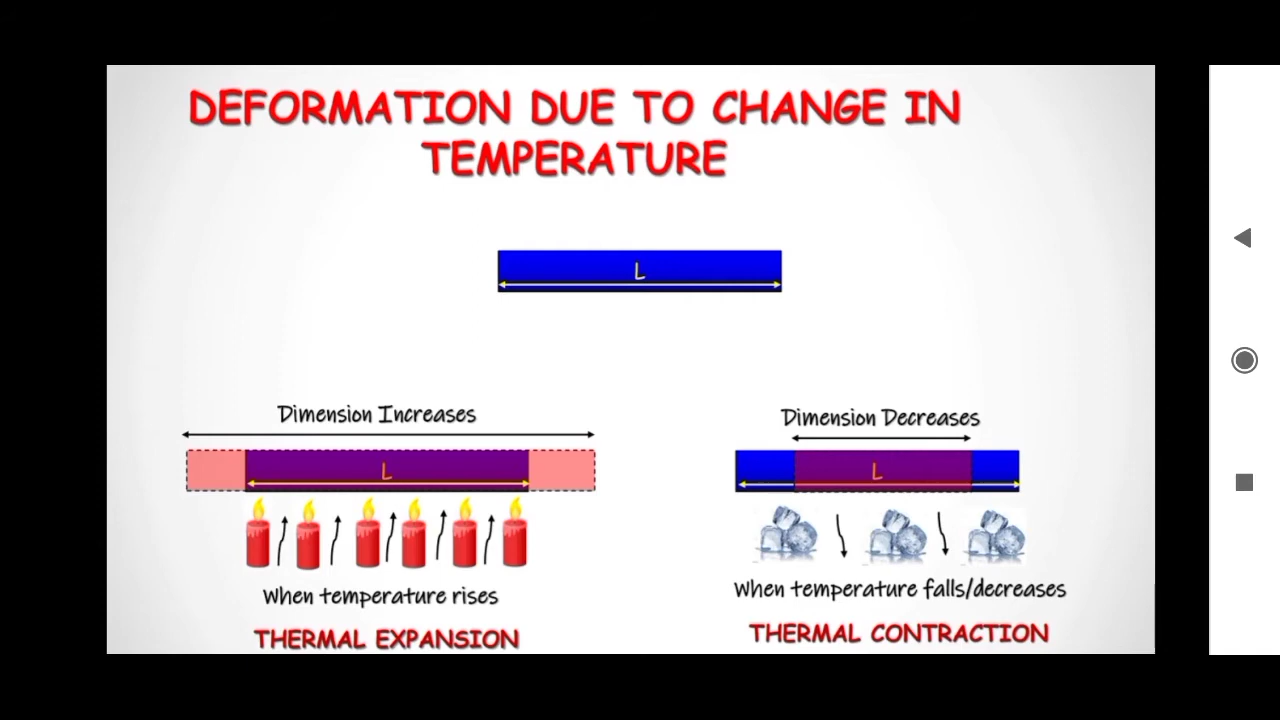 DEFORMATION DUE TO CHANGE IN
TEMPERATURE
L
Dimension Increases
L
When temperature rises
THERMAL EXPANSION
Dimension Decreases
L
When temperature falls/decreases
THERMAL CONTRACTION